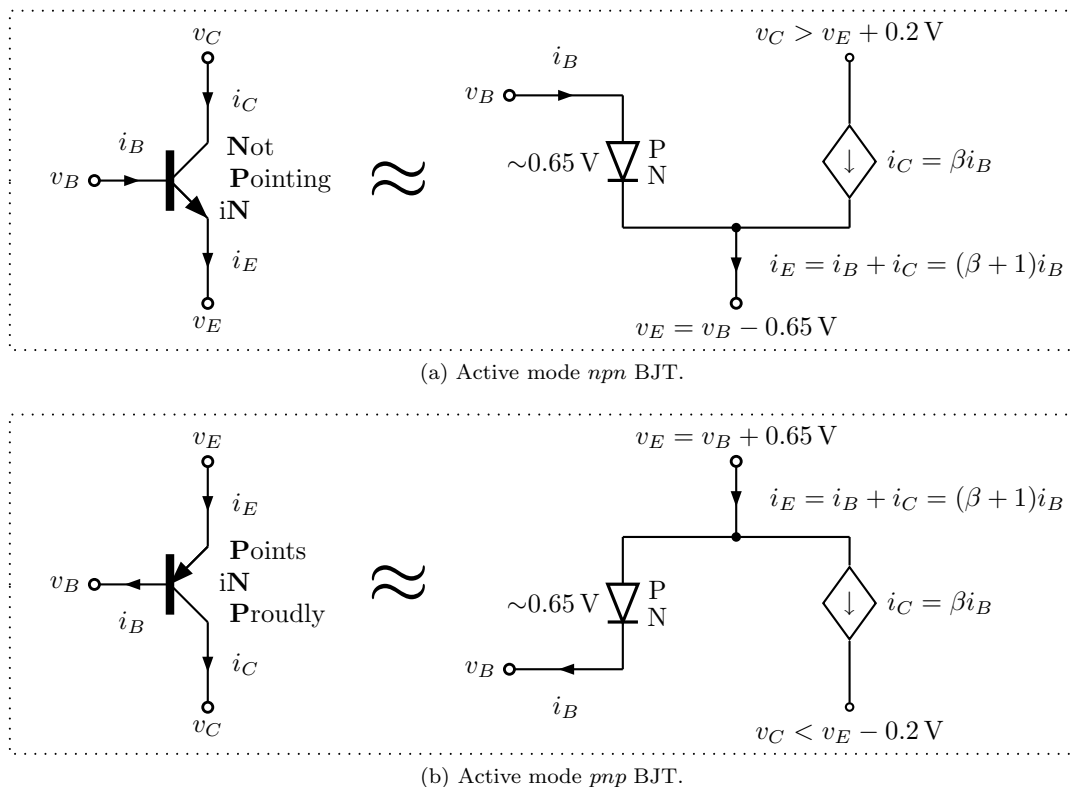 v_C
i_C
i_B
Not
v_B
Pointing
iN
i_E
v_E
≈
i_B
v_B
∼0.65 V
P
N
v_C > v_E + 0.2 V
↓
i_C = βi_B
i_E = i_B + i_C = (β + 1)i_B
v_E = v_B − 0.65 V
(a) Active mode npn BJT.
v_E
i_E
Points
v_B
iN
i_B
Proudly
i_C
v_C
≈
v_E = v_B + 0.65 V
i_E = i_B + i_C = (β + 1)i_B
∼0.65 V
P
N
↓
i_C = βi_B
v_B
i_B
v_C < v_E − 0.2 V
(b) Active mode pnp BJT.